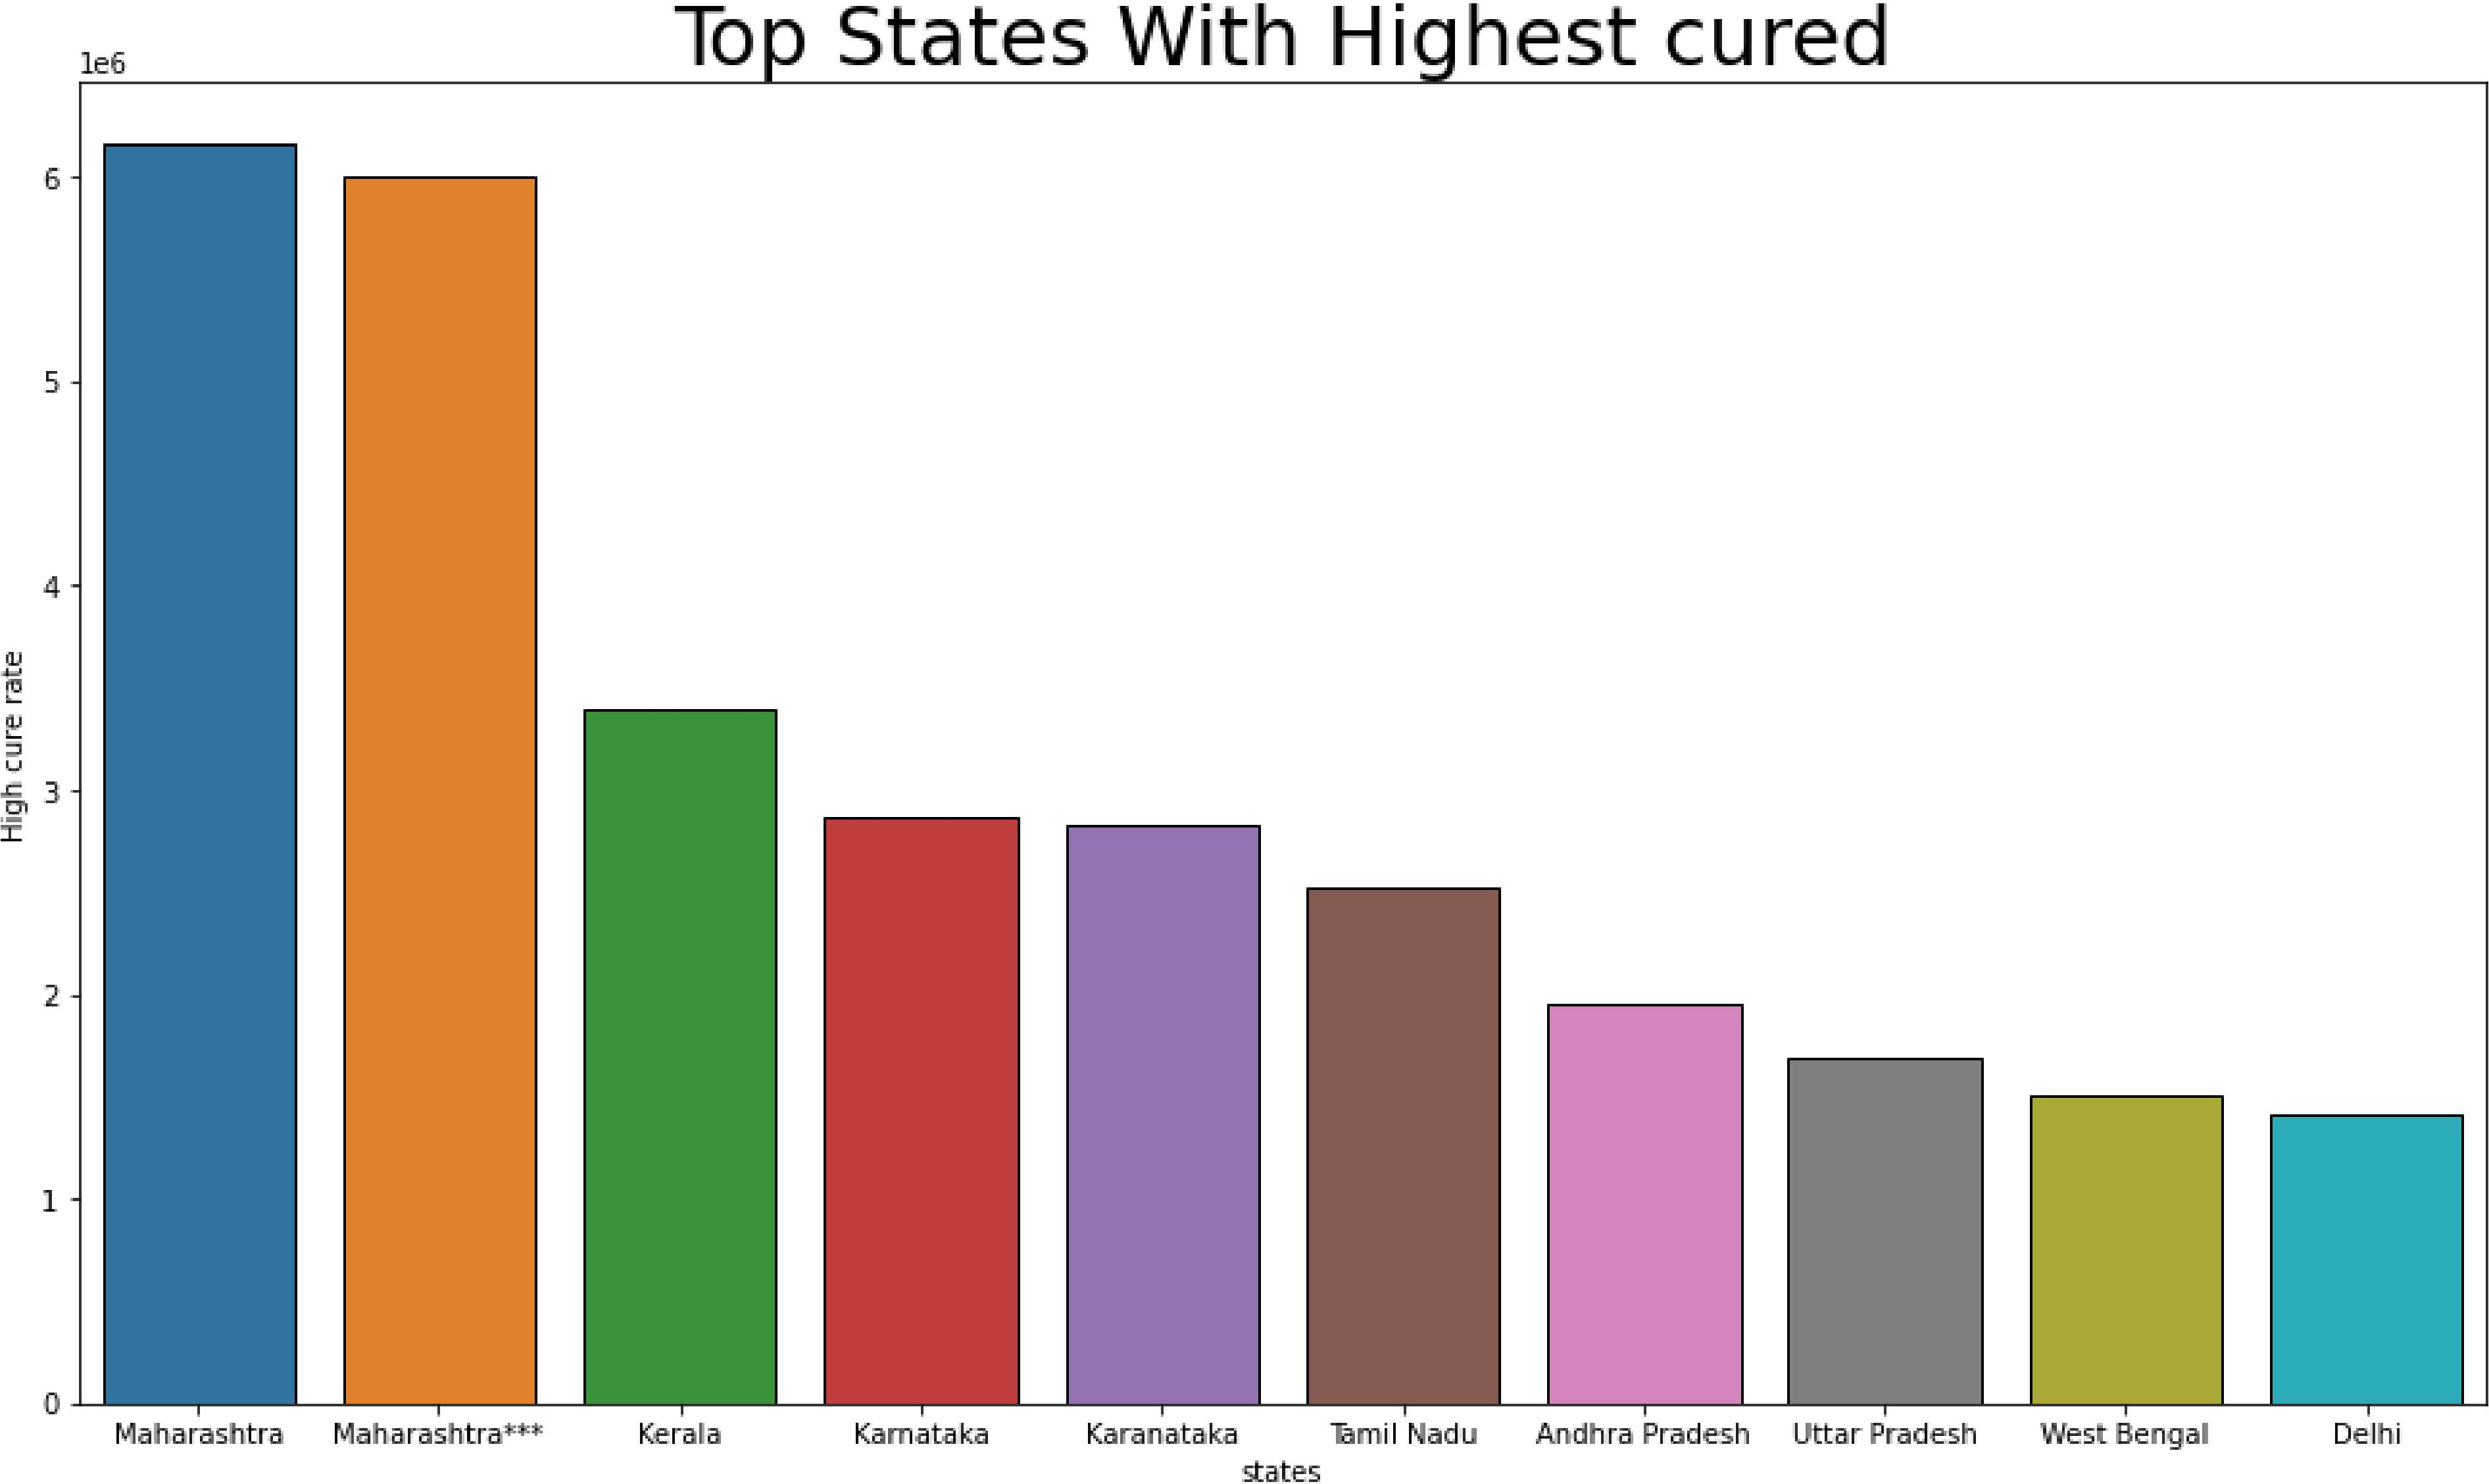 Top States With Highest cured
1e6
6
5
4
3
2
1
0
High cure rate
Maharashtra Maharashtra*** Kerala Karnataka Karanataka Tamil Nadu Andhra Pradesh Uttar Pradesh West Bengal Delhi
states